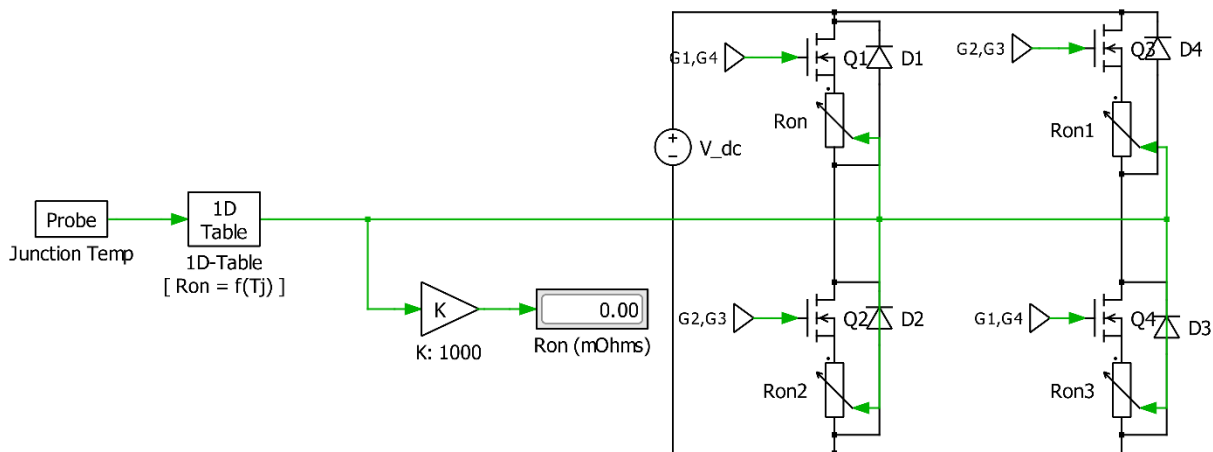 G1,G4
Q1
D1
Ron
G2,G3
Q3
D4
Ron1
+
−
V_dc
Probe
Junction Temp
1D
Table
1D-Table
[ Ron = f(Tj) ]
K
K: 1000
0.00
Ron (mOhms)
G2,G3
Q2
D2
Ron2
G1,G4
Q4
D3
Ron3